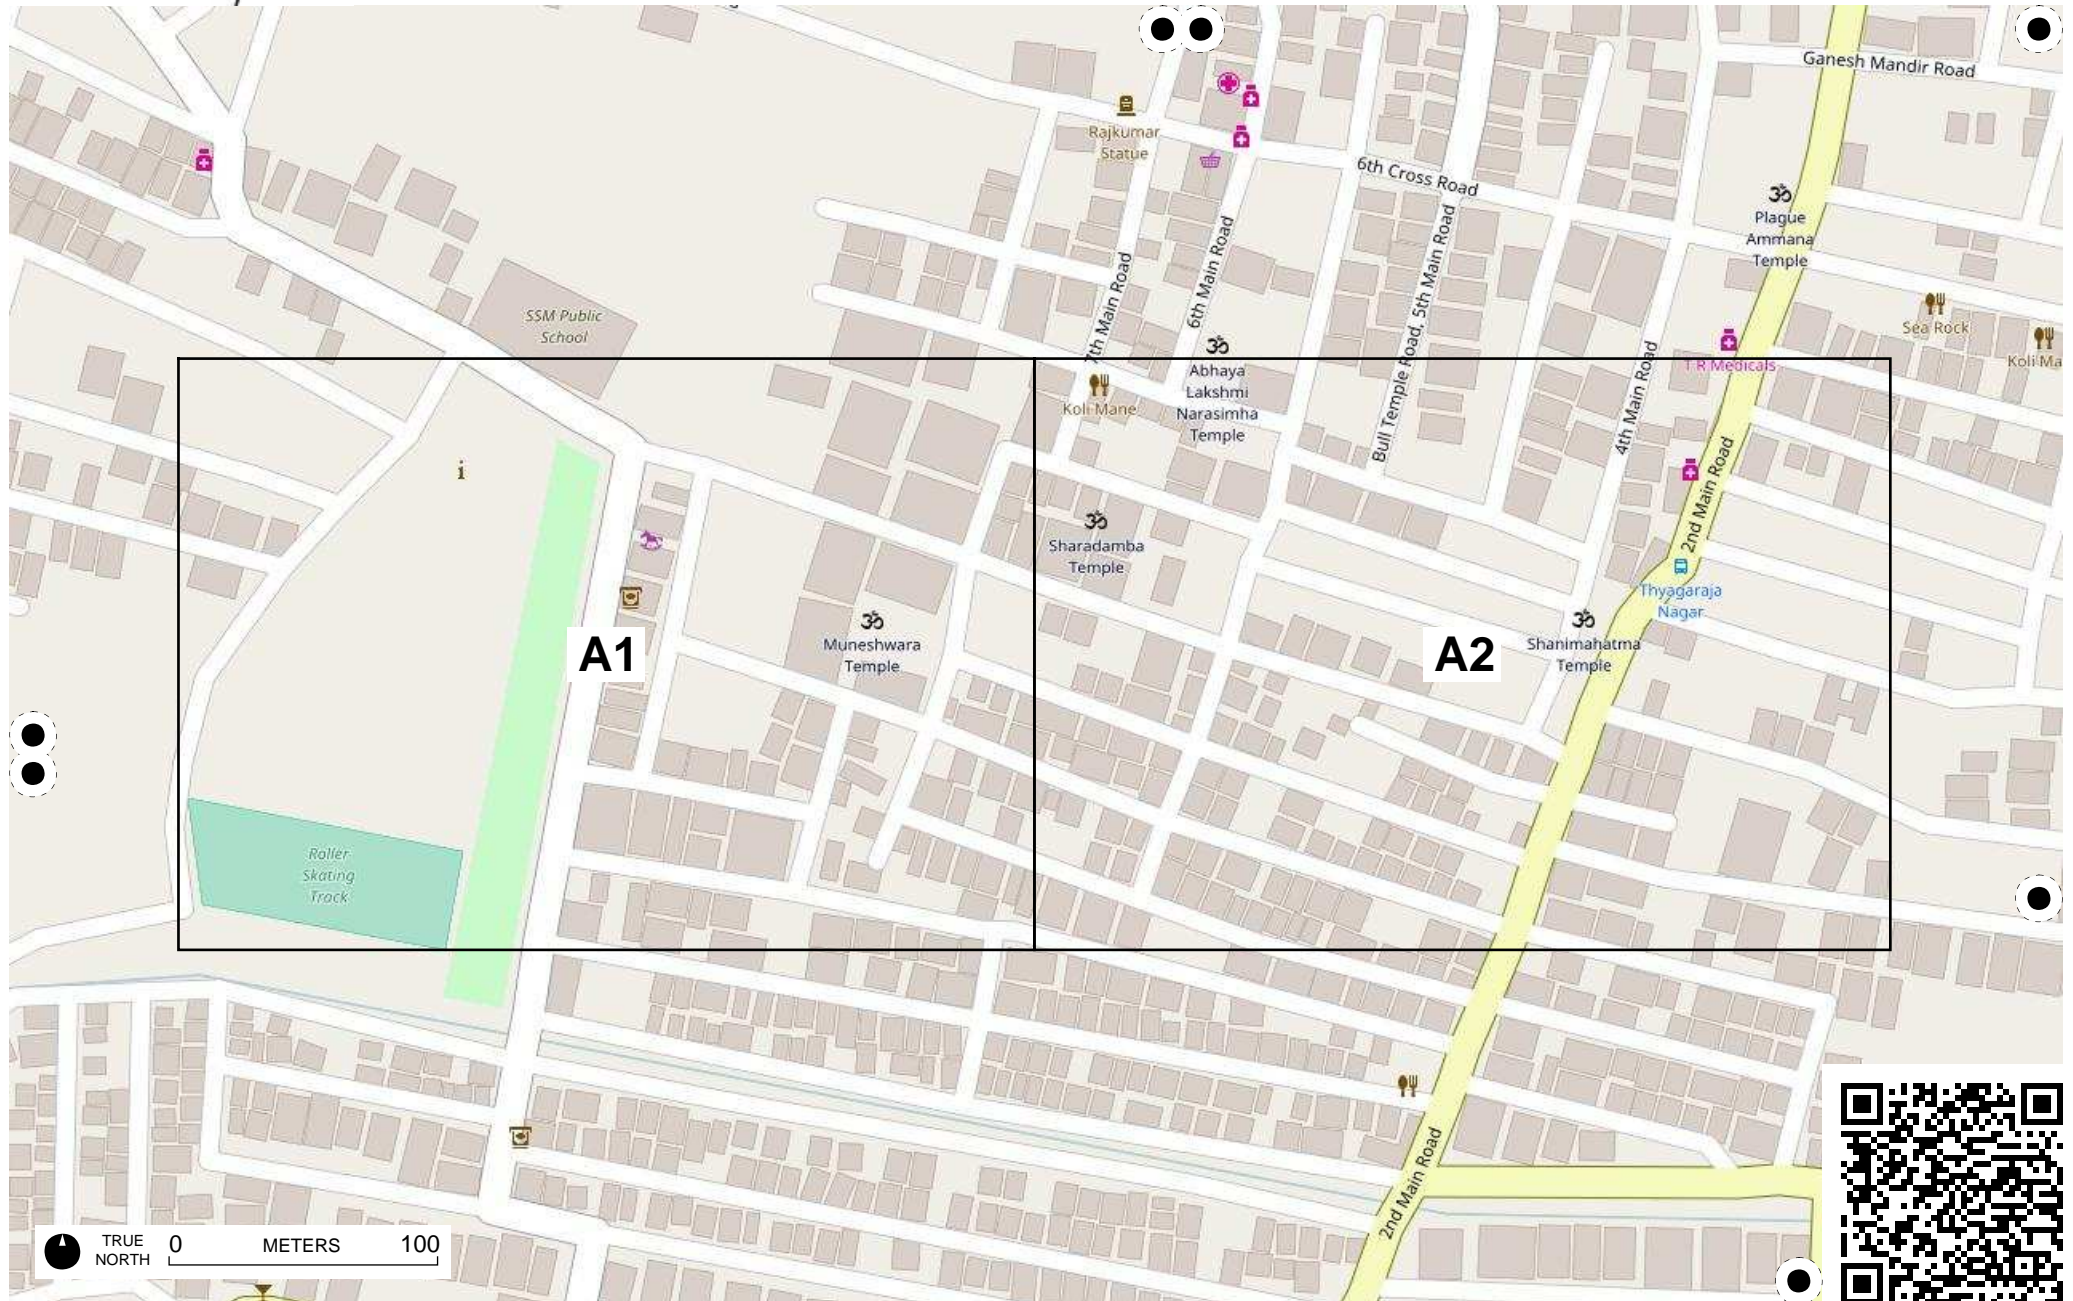 Ganesh Mandir Road
Rajkumar
Statue
6th Cross Road
Plague
Ammana
Temple
7th Main Road
6th Main Road
Bull Temple Road, 5th Main Road
SSM Public
School
Sea Rock
Koli Ma
T R Medicals
4th Main Road
ॐ
Abhaya
Lakshmi
Narasimha
Temple
Koli Mane
2nd Main Road
Sharadamba
Temple
Thyagaraja
Nagar
A1
Muneshwara
Temple
A2
Shanimahatma
Temple
Roller
Skating
Track
2nd Main Road
TRUE
NORTH
0 METERS 100